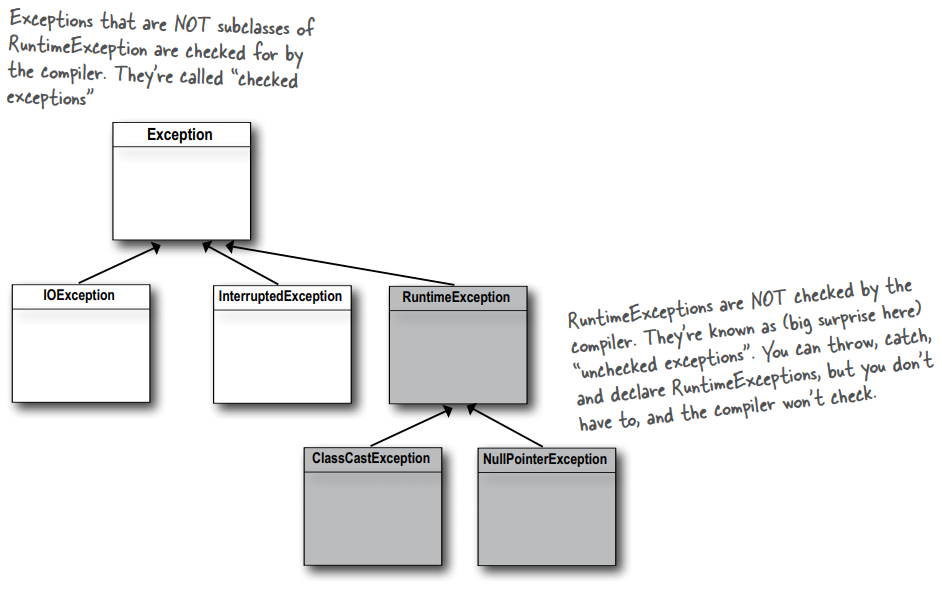 Exceptions that are NOT subclasses of
RuntimeException are checked for by
the compiler. They're called “checked
exceptions”
Exception
IOException
InterruptedException
RuntimeException
RuntimeExceptions are NOT checked by the
compiler. They're known as (big surprise here)
“unchecked exceptions”. You can throw, catch,
and declare RuntimeExceptions, but you don't
have to, and the compiler won't check.
ClassCastException
NullPointerException